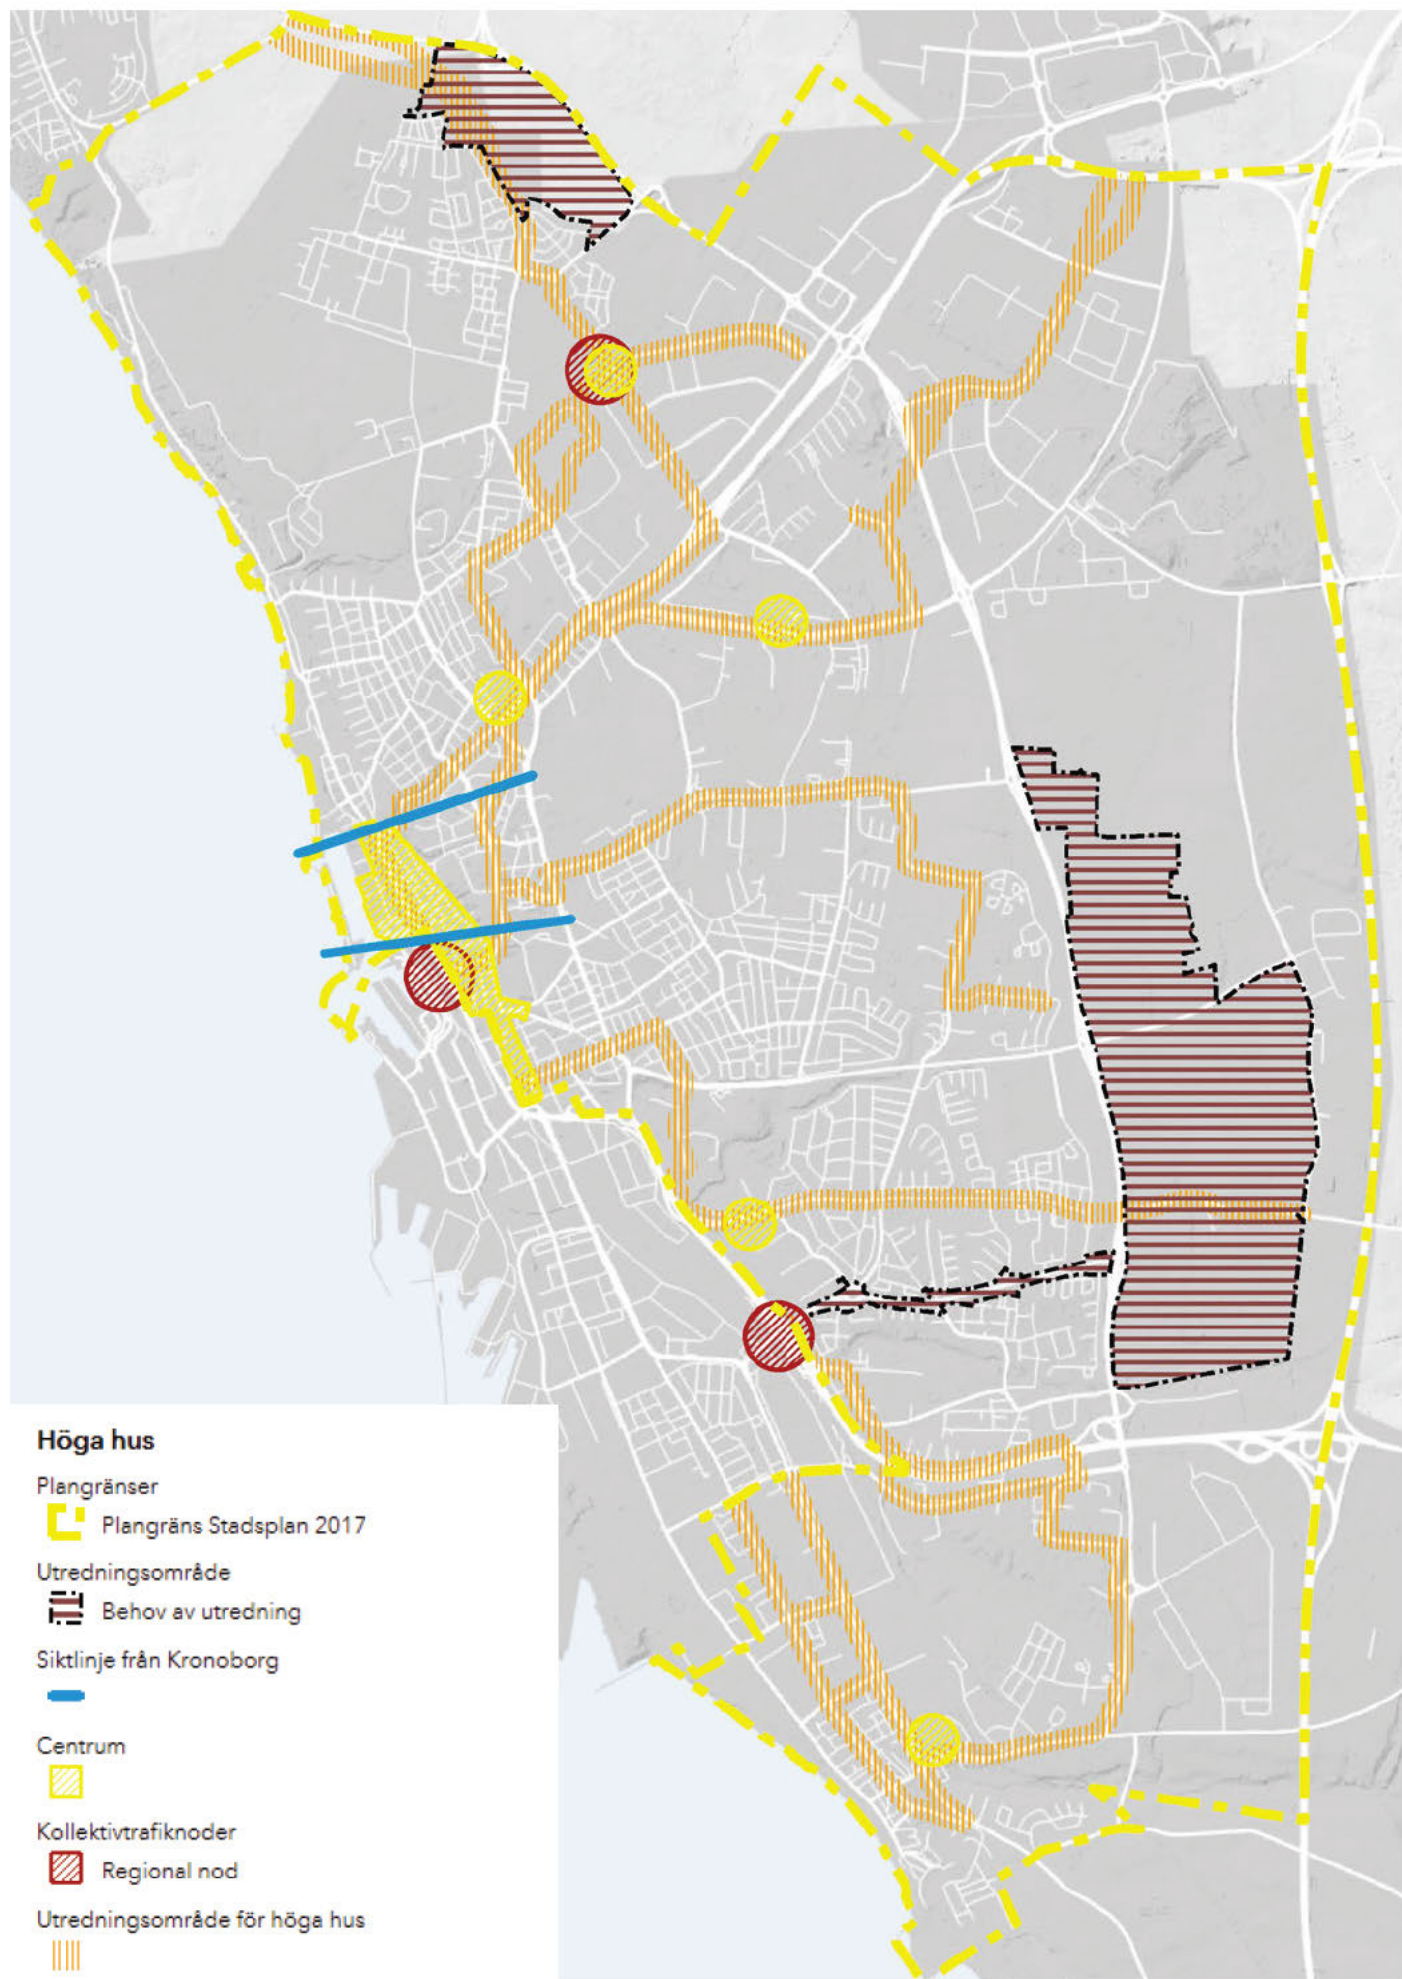 Höga hus
Plangränser
Plangräns Stadsplan 2017
Utredningsområde
Behov av utredning
Siktlinje från Kronoborg
Centrum
Kollektivtrafiknoder
Regional nod
Utredningsområde för höga hus